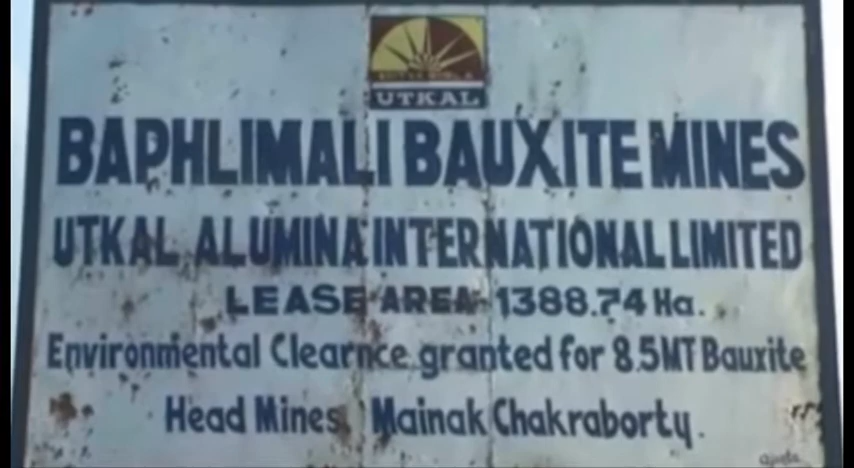 UTKAL
BAPHLIMALI BAUXITE MINES
UTKAL ALUMINA INTERNATIONAL LIMITED
LEASE AREA- 1388.74 Ha.
Environmental Clearnce granted for 8.5MT Bauxite
Head Mines Mainak Chakraborty.